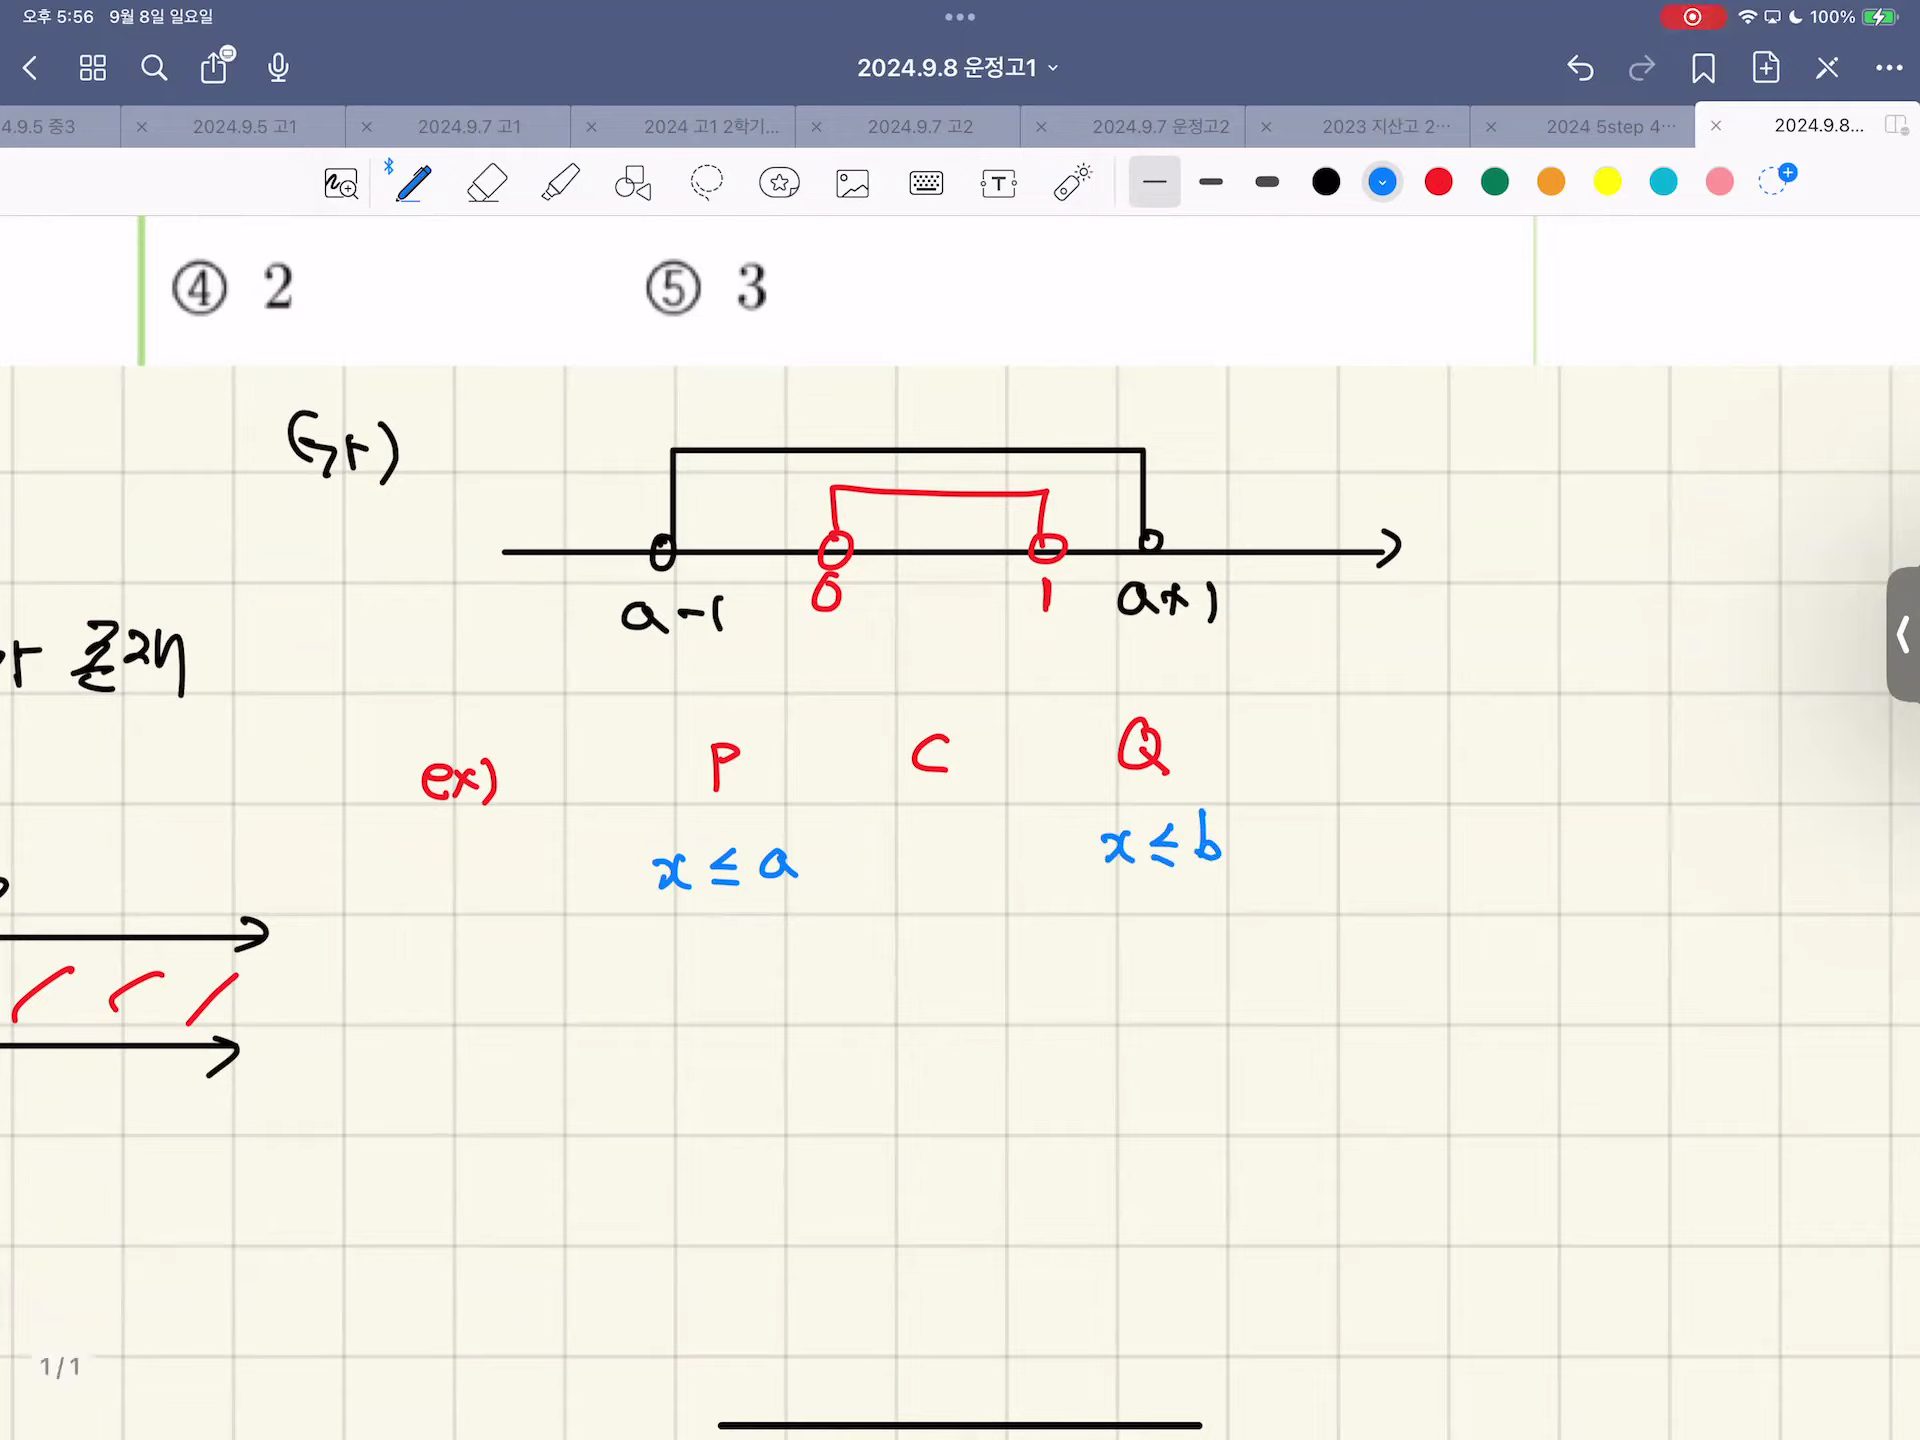 오후 5:56 9월 8일 일요일
100%
2024.9.8 운정고1
4.9.5 중3
2024.9.5 고1
2024.9.7 고1
2024 고1 2학기...
2024.9.7 고2
2024.9.7 운정고2
2023 지산고 2...
2024 5step 4...
2024.9.8...
T
④ 2
⑤ 3
0
1
a-1
a+1
ex)
P ⊂ Q
x ≤ a
x ≤ b
1/1